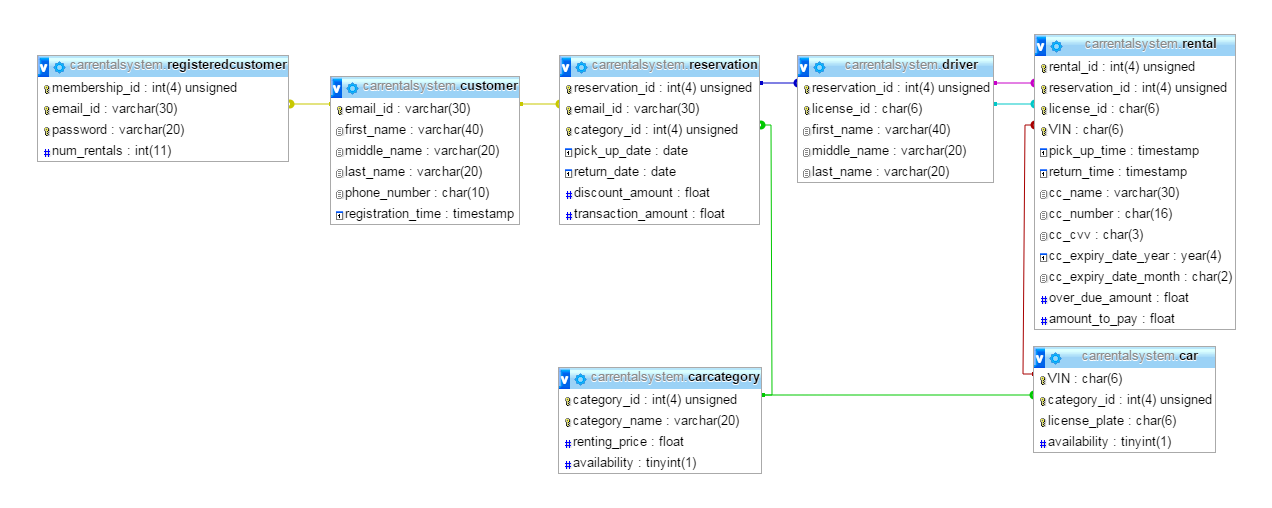 carrentalsystem.registeredcustomer
membership_id : int(4) unsigned
email_id : varchar(30)
password : varchar(20)
num_rentals : int(11)
carrentalsystem.customer
email_id : varchar(30)
first_name : varchar(40)
middle_name : varchar(20)
last_name : varchar(20)
phone_number : char(10)
registration_time : timestamp
carrentalsystem.reservation
reservation_id : int(4) unsigned
email_id : varchar(30)
category_id : int(4) unsigned
pick_up_date : date
return_date : date
discount_amount : float
transaction_amount : float
carrentalsystem.driver
reservation_id : int(4) unsigned
license_id : char(6)
first_name : varchar(40)
middle_name : varchar(20)
last_name : varchar(20)
carrentalsystem.rental
rental_id : int(4) unsigned
reservation_id : int(4) unsigned
license_id : char(6)
VIN : char(6)
pick_up_time : timestamp
return_time : timestamp
cc_name : varchar(30)
cc_number : char(16)
cc_cvv : char(3)
cc_expiry_date_year : year(4)
cc_expiry_date_month : char(2)
over_due_amount : float
amount_to_pay : float
carrentalsystem.carcategory
category_id : int(4) unsigned
category_name : varchar(20)
renting_price : float
availability : tinyint(1)
carrentalsystem.car
VIN : char(6)
category_id : int(4) unsigned
license_plate : char(6)
availability : tinyint(1)